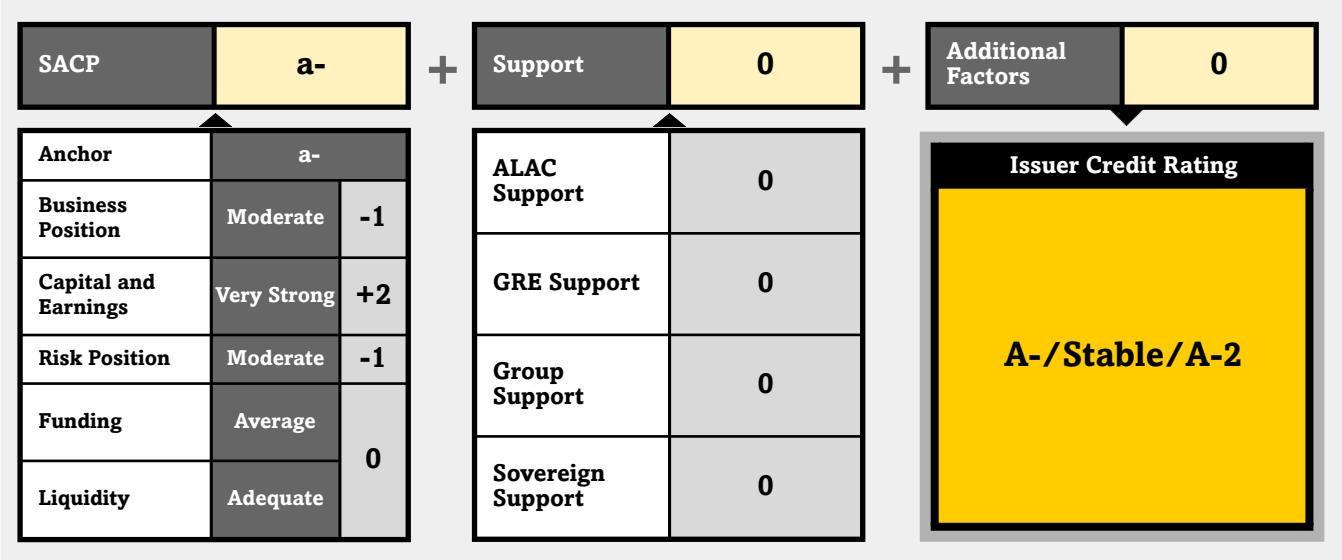 SACP
a-
+
Support
0
+
Additional
Factors
0
Anchor
a-
Business
Position
Moderate
-1
Capital and
Earnings
Very Strong
+2
Risk Position
Moderate
-1
Funding
Average
0
Liquidity
Adequate
ALAC
Support
0
GRE Support
0
Group
Support
0
Sovereign
Support
0
Issuer Credit Rating
A-/Stable/A-2